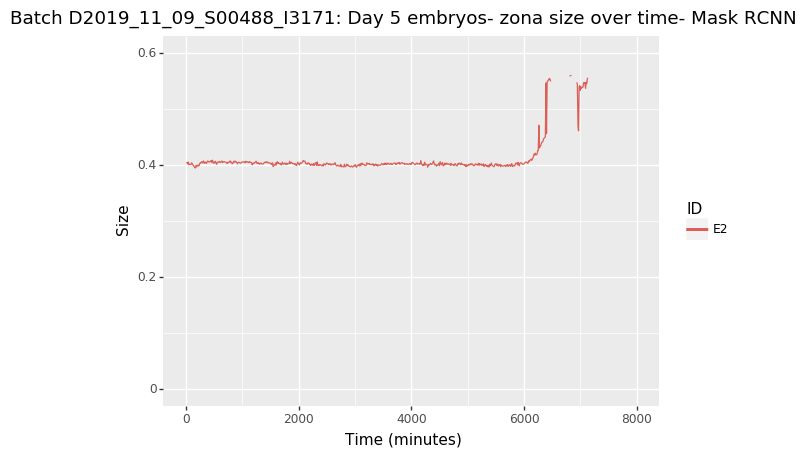 Batch D2019_11_09_S00488_I3171: Day 5 embryos- zona size over time- Mask RCNN
0.6
0.4
0.2
0
Size
0 2000 4000 6000 8000
Time (minutes)
ID
E2